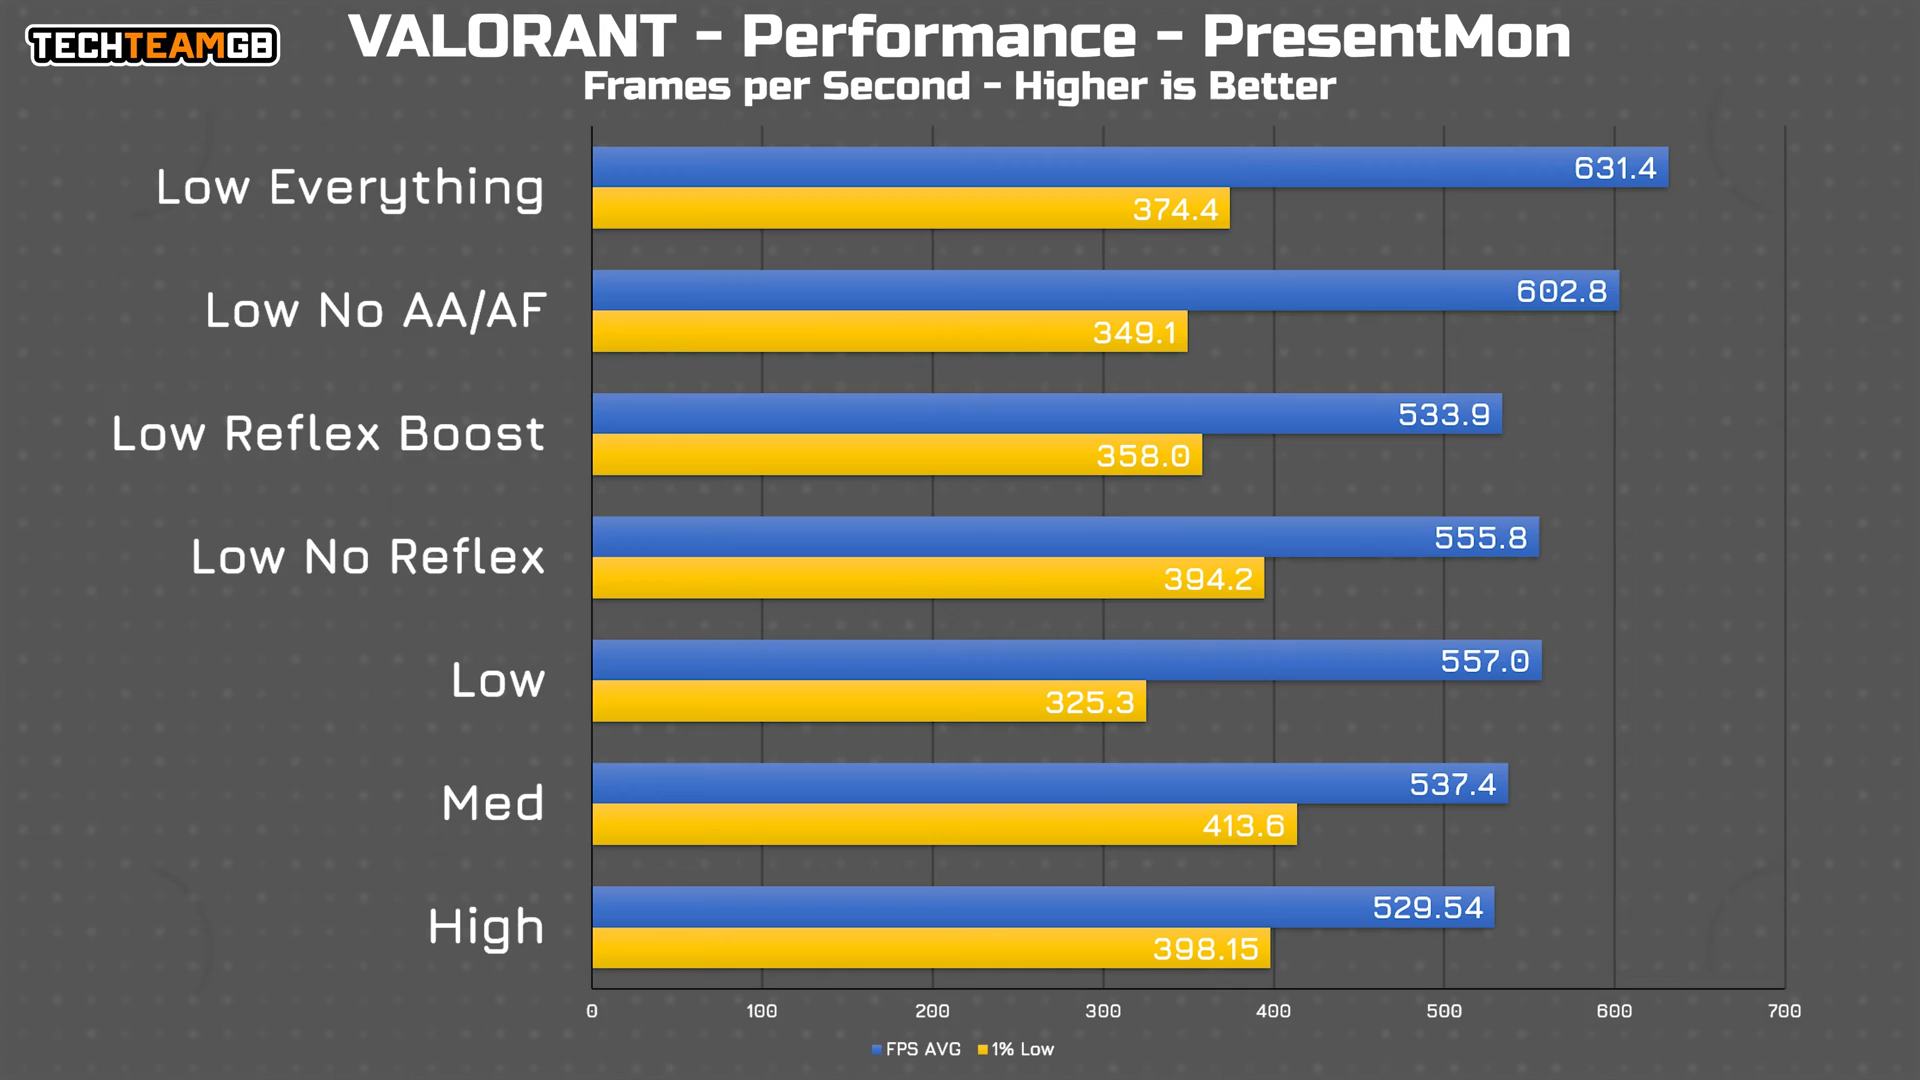 TECHTEAMGB
VALORANT - Performance - PresentMon
Frames per Second - Higher is Better
Low Everything
631.4
374.4
Low No AA/AF
602.8
349.1
Low Reflex Boost
533.9
358.0
Low No Reflex
555.8
394.2
Low
557.0
325.3
Med
537.4
413.6
High
529.54
398.15
0 100 200 300 400 500 600 700
FPS AVG 1% Low